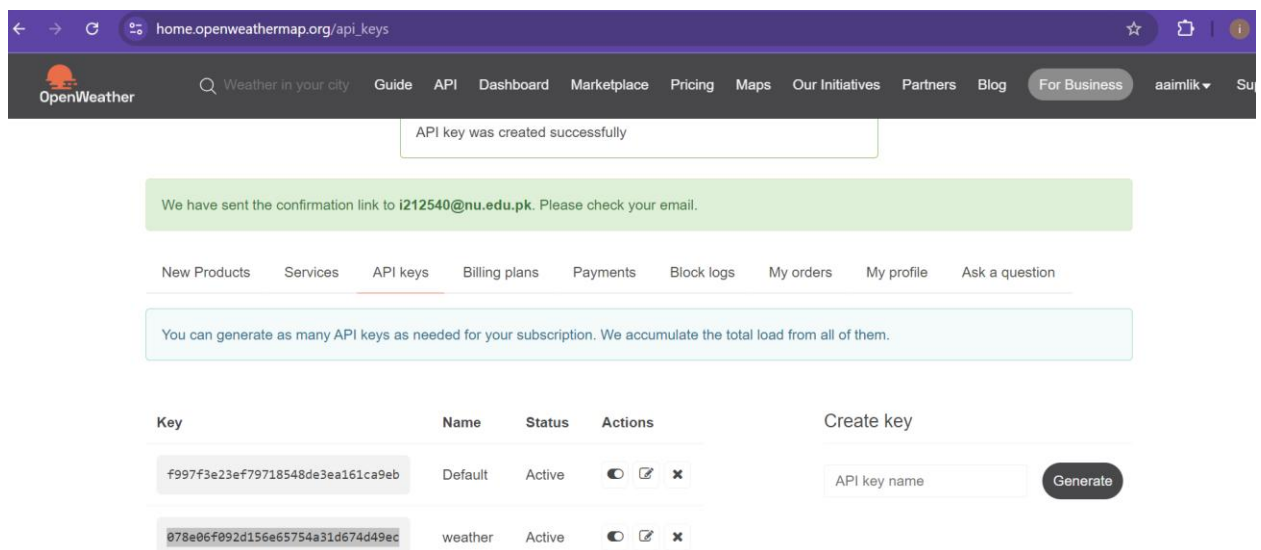 home.openweathermap.org/api_keys
OpenWeather Weather in your city Guide API Dashboard Marketplace Pricing Maps Our Initiatives Partners Blog For Business aaimlik Su
API key was created successfully
We have sent the confirmation link to i212540@nu.edu.pk. Please check your email.
New Products Services API keys Billing plans Payments Block logs My orders My profile Ask a question
You can generate as many API keys as needed for your subscription. We accumulate the total load from all of them.
Key Name Status Actions Create key
f997f3e23ef79718548de3ea161ca9eb Default Active API key name Generate
078e06f092d156e65754a31d674d49ec weather Active